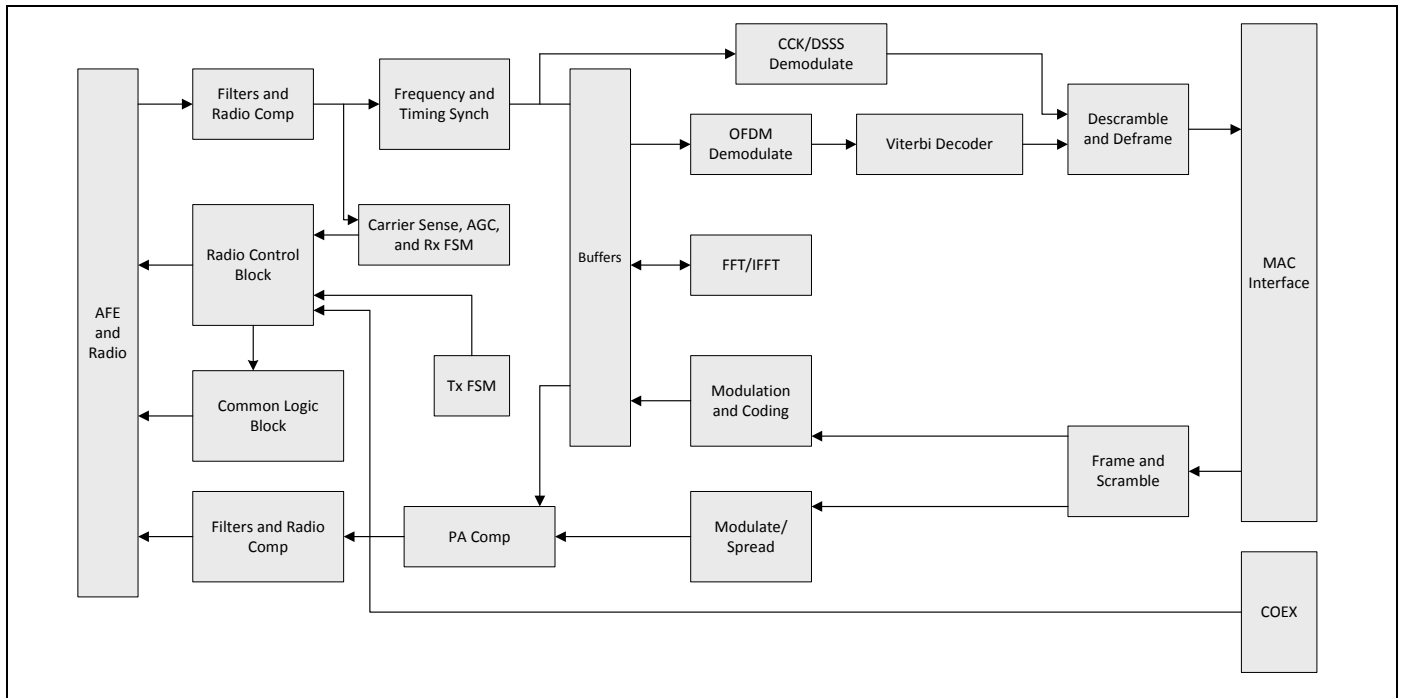 CCK/DSSS
Demodulate
Filters and
Radio Comp
Frequency and
Timing Synch
OFDM
Demodulate
Viterbi Decoder
Descramble
and Deframe
Carrier Sense, AGC,
and Rx FSM
Radio Control
Block
Buffers
FFT/IFFT
MAC
Interface
AFE
and
Radio
Tx FSM
Modulation
and Coding
Common Logic
Block
Frame and
Scramble
Filters and Radio
Comp
PA Comp
Modulate/
Spread
COEX